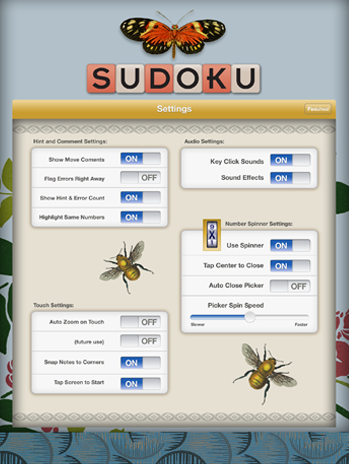 SUDOKU
Settings
Finished
Hint and Comment Settings:
Show Move Coments ON
Flag Errors Right Away OFF
Show Hint & Error Count ON
Highlight Same Numbers ON
Audio Settings:
Key Click Sounds ON
Sound Effects ON
Number Spinner Settings:
Use Spinner ON
Tap Center to Close ON
Auto Close Picker OFF
Picker Spin Speed
Slower Faster
Touch Settings:
Auto Zoom on Touch OFF
(future use) OFF
Snap Notes to Corners ON
Tap Screen to Start ON